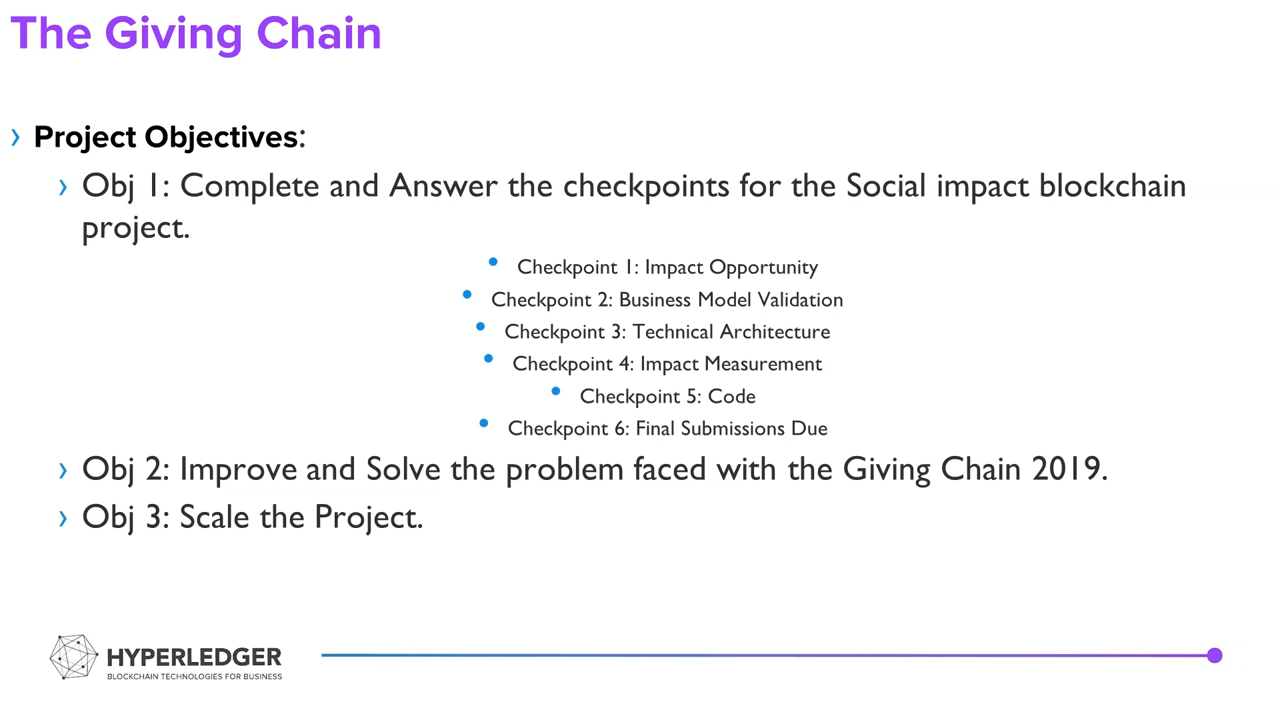 The Giving Chain
› Project Objectives:
› Obj 1: Complete and Answer the checkpoints for the Social impact blockchain
project.
• Checkpoint 1: Impact Opportunity
• Checkpoint 2: Business Model Validation
• Checkpoint 3: Technical Architecture
• Checkpoint 4: Impact Measurement
• Checkpoint 5: Code
• Checkpoint 6: Final Submissions Due
› Obj 2: Improve and Solve the problem faced with the Giving Chain 2019.
› Obj 3: Scale the Project.
HYPERLEDGER
BLOCKCHAIN TECHNOLOGIES FOR BUSINESS